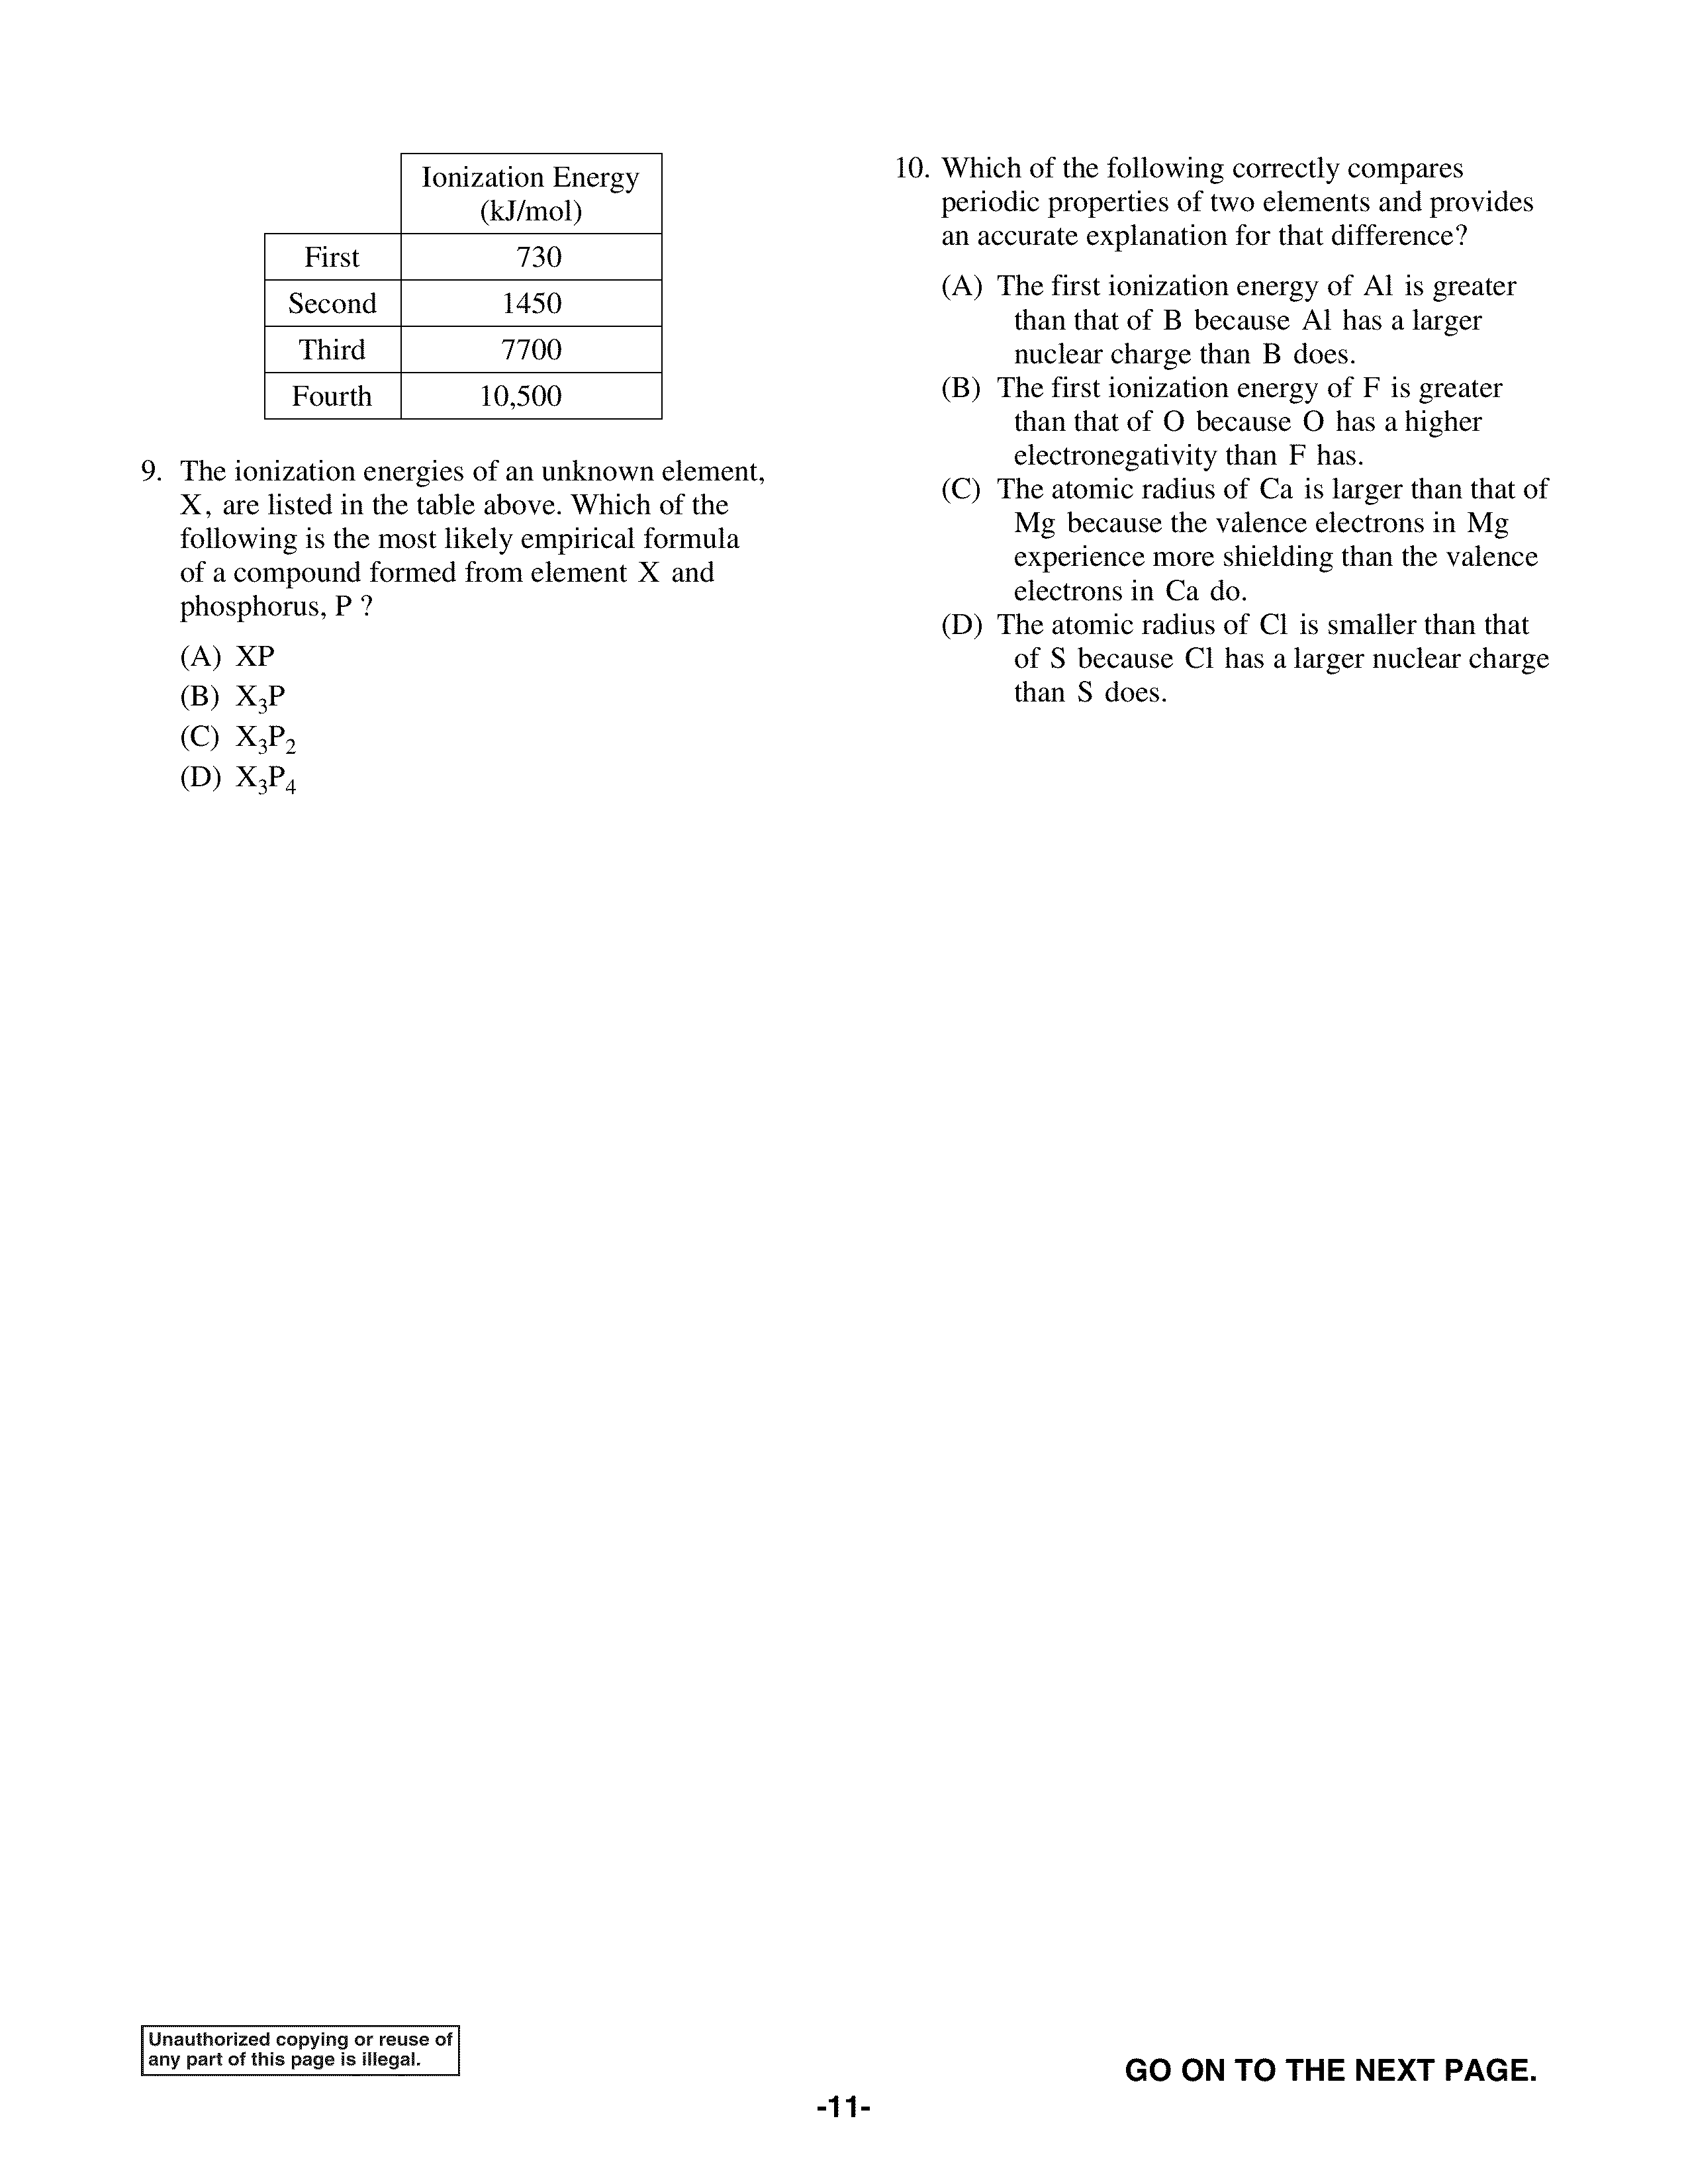 Ionization Energy
(kJ/mol)
First 730
Second 1450
Third 7700
Fourth 10,500
9. The ionization energies of an unknown element,
X, are listed in the table above. Which of the
following is the most likely empirical formula
of a compound formed from element X and
phosphorus, P ?
(A) XP
(B) X₃P
(C) X₃P₂
(D) X₃P₄
10. Which of the following correctly compares
periodic properties of two elements and provides
an accurate explanation for that difference?
(A) The first ionization energy of Al is greater
than that of B because Al has a larger
nuclear charge than B does.
(B) The first ionization energy of F is greater
than that of O because O has a higher
electronegativity than F has.
(C) The atomic radius of Ca is larger than that of
Mg because the valence electrons in Mg
experience more shielding than the valence
electrons in Ca do.
(D) The atomic radius of Cl is smaller than that
of S because Cl has a larger nuclear charge
than S does.
Unauthorized copying or reuse of
any part of this page is illegal.
GO ON TO THE NEXT PAGE.
-11-